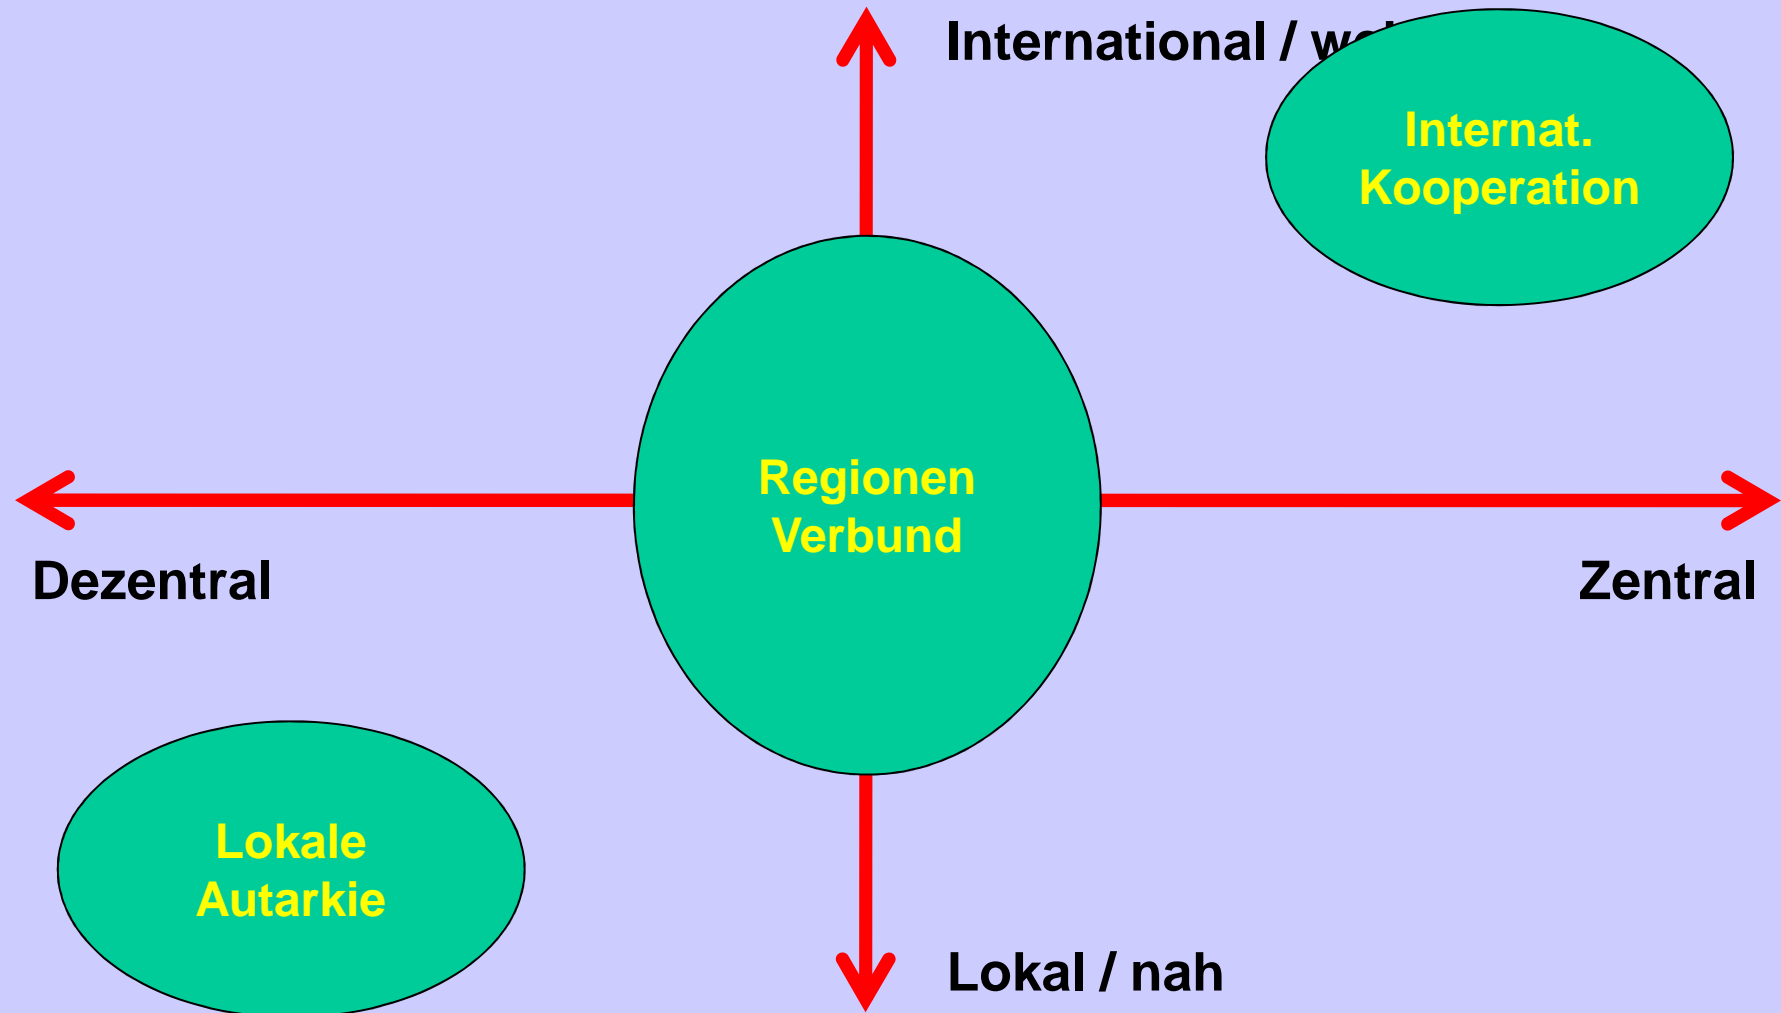 International /
Internat.
Kooperation
Regionen
Verbund
Dezentral
Zentral
Lokale
Autarkie
Lokal / nah